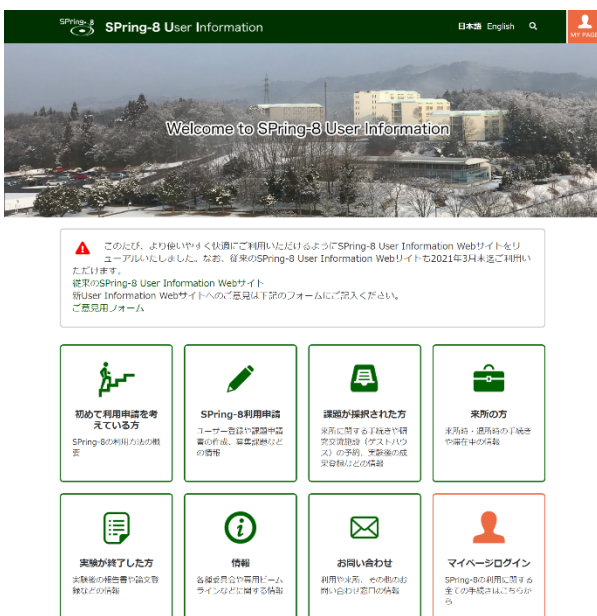 SPring-8
SPring-8 User Information
日本語 English
MY PAGE
Welcome to SPring-8 User Information
このたび、より使いやすく快適にご利用いただけるようにSPring-8 User Information Webサイトをリ
ューアルいたしました。なお、従来のSPring-8 User Information Webサイトも2021年3月末迄ご利用い
ただけます。
従来のSPring-8 User Information Webサイト
新User Information Webサイトへのご意見は下記のフォームにご記入ください。
ご意見用フォーム
初めて利用申請を考
えている方
SPring-8の利用方法の概
要
SPring-8利用申請
ユーザー登録や課題申請
書の作成、募集課題など
の情報
課題が採択された方
来所に関する手続きや研
究交流施設（ゲストハウ
ス）の予約、実験後の成
果登録などの情報
来所の方
来所時・退所時の手続き
や滞在中の情報
実験が終了した方
実験後の報告書や論文登
録などの情報
情報
各種委員会や専用ビーム
ラインなどに関する情報
お問い合わせ
利用や来所、その他のお
問い合わせ窓口の情報
マイページログイン
SPring-8の利用に関する
全ての手続きはこちらか
ら